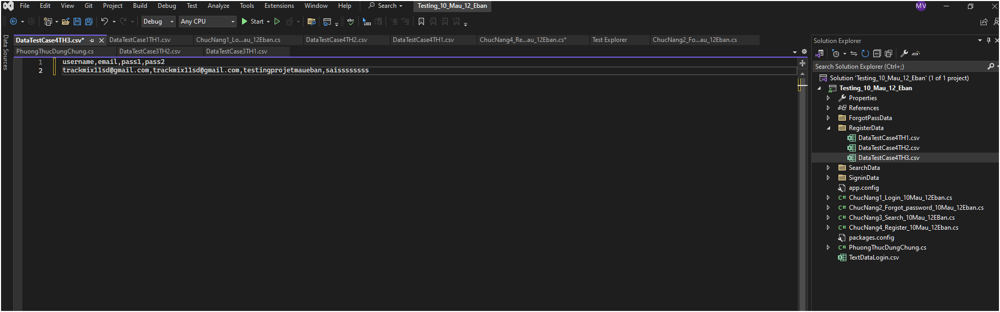 File Edit View Git Project Build Debug Test Analyze Tools Extensions Window Help Search Testing_10_Mau_12_Eban MV
Debug Any CPU Start abc
Data Sources
DataTestCase4TH3.csv* DataTestCase1TH1.csv ChucNang1_Lo...au_12Eban.cs DataTestCase4TH2.csv DataTestCase4TH1.csv ChucNang4_Re...au_12Eban.cs* Test Explorer ChucNang2_Fo...au_12Eban.cs
PhuongThucDungChung.cs DataTestCase3TH2.csv DataTestCase3TH1.csv
1 username,email,pass1,pass2
2 trackmix11sd@gmail.com,trackmix11sd@gmail.com,testingprojetmaueban,saissssssss
Solution Explorer
Search Solution Explorer (Ctrl+;)
Solution 'Testing_10_Mau_12_Eban' (1 of 1 project)
Testing_10_Mau_12_Eban
Properties
References
ForgotPassData
RegisterData
DataTestCase4TH1.csv
DataTestCase4TH2.csv
DataTestCase4TH3.csv
SearchData
SigninData
app.config
C# ChucNang1_Login_10Mau_12Eban.cs
C# ChucNang2_Forgot_password_10Mau_12Eban.cs
C# ChucNang3_Search_10Mau_12EBan.cs
C# ChucNang4_Register_10Mau_12Eban.cs
packages.config
C# PhuongThucDungChung.cs
TextDataLogin.csv